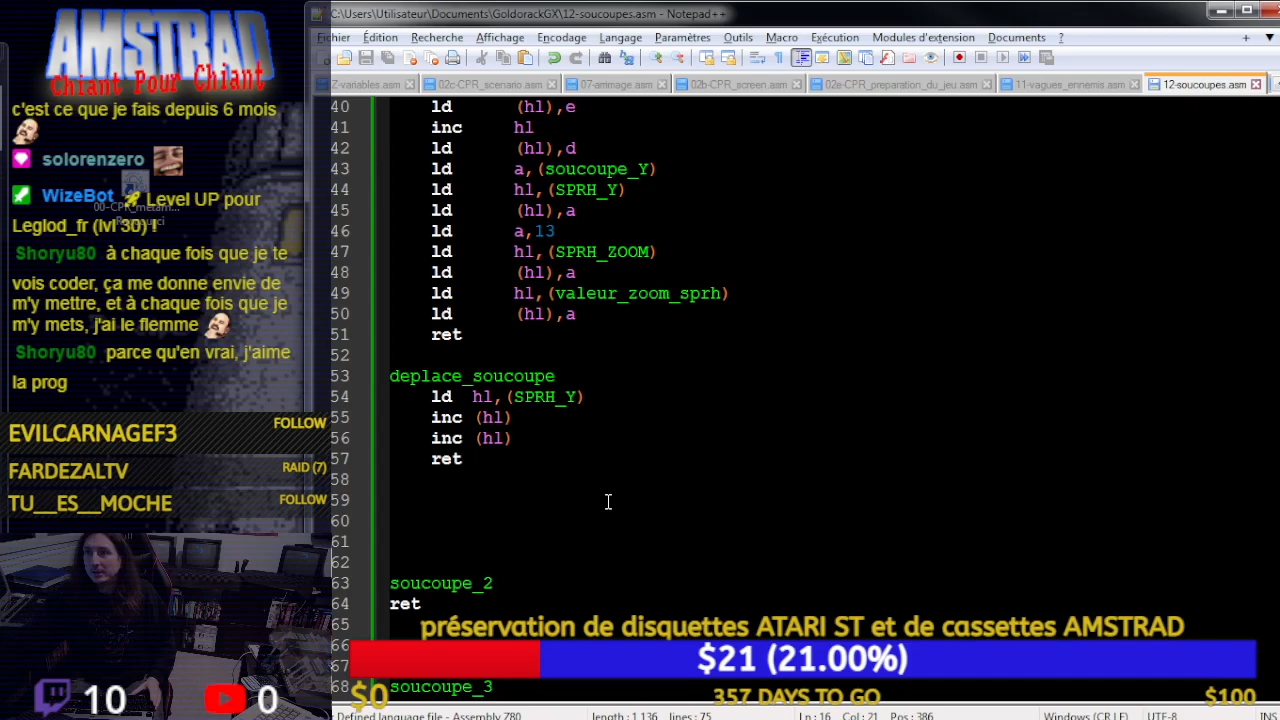 AMSTRAD
Chiant Pour Chiant
c'est ce que je fais depuis 6 mois
solorenzero
WizeBot Level UP pour
Leglod_fr (lvl 30) !
Shoryu80 à chaque fois que je te
vois coder, ça me donne envie de
m'y mettre, et à chaque fois que je
m'y mets, j'ai le flemme
Shoryu80 parce qu'en vrai, j'aime
la prog
EVILCARNAGEF3 FOLLOW
FARDEZALTV RAID (7)
TU__ES__MOCHE FOLLOW
10 0
C:\Users\Utilisateur\Documents\GoldorackGX\12-soucoupes.asm - Notepad++
Fichier Édition Recherche Affichage Encodage Langage Paramètres Outils Macro Exécution Modules d'extension Documents
Z-variables.asm 02c-CPR_scenario.asm 07-arrimage.asm 02b-CPR_screen.asm 02e-CPR_preparation_du_jeu.asm 11-vagues_ennemis.asm 12-soucoupes.asm
40 ld (hl),e
41 inc hl
42 ld (hl),d
43 ld a,(soucoupe_Y)
44 ld hl,(SPRH_Y)
45 ld (hl),a
46 ld a,13
47 ld hl,(SPRH_ZOOM)
48 ld (hl),a
49 ld hl,(valeur_zoom_sprh)
50 ld (hl),a
51 ret
52
53 deplace_soucoupe
54 ld hl,(SPRH_Y)
55 inc (hl)
56 inc (hl)
57 ret
58
59
60
61
62
63 soucoupe_2
64 ret
65
66
67
68 soucoupe_3
préservation de disquettes ATARI ST et de cassettes AMSTRAD
$21 (21.00%)
$0 357 DAYS TO GO $100
Defined language file - Assembly Z80 length : 1 136 lines : 75 Ln : 16 Col : 21 Pos : 386 Windows (CR LF) UTF-8 INS